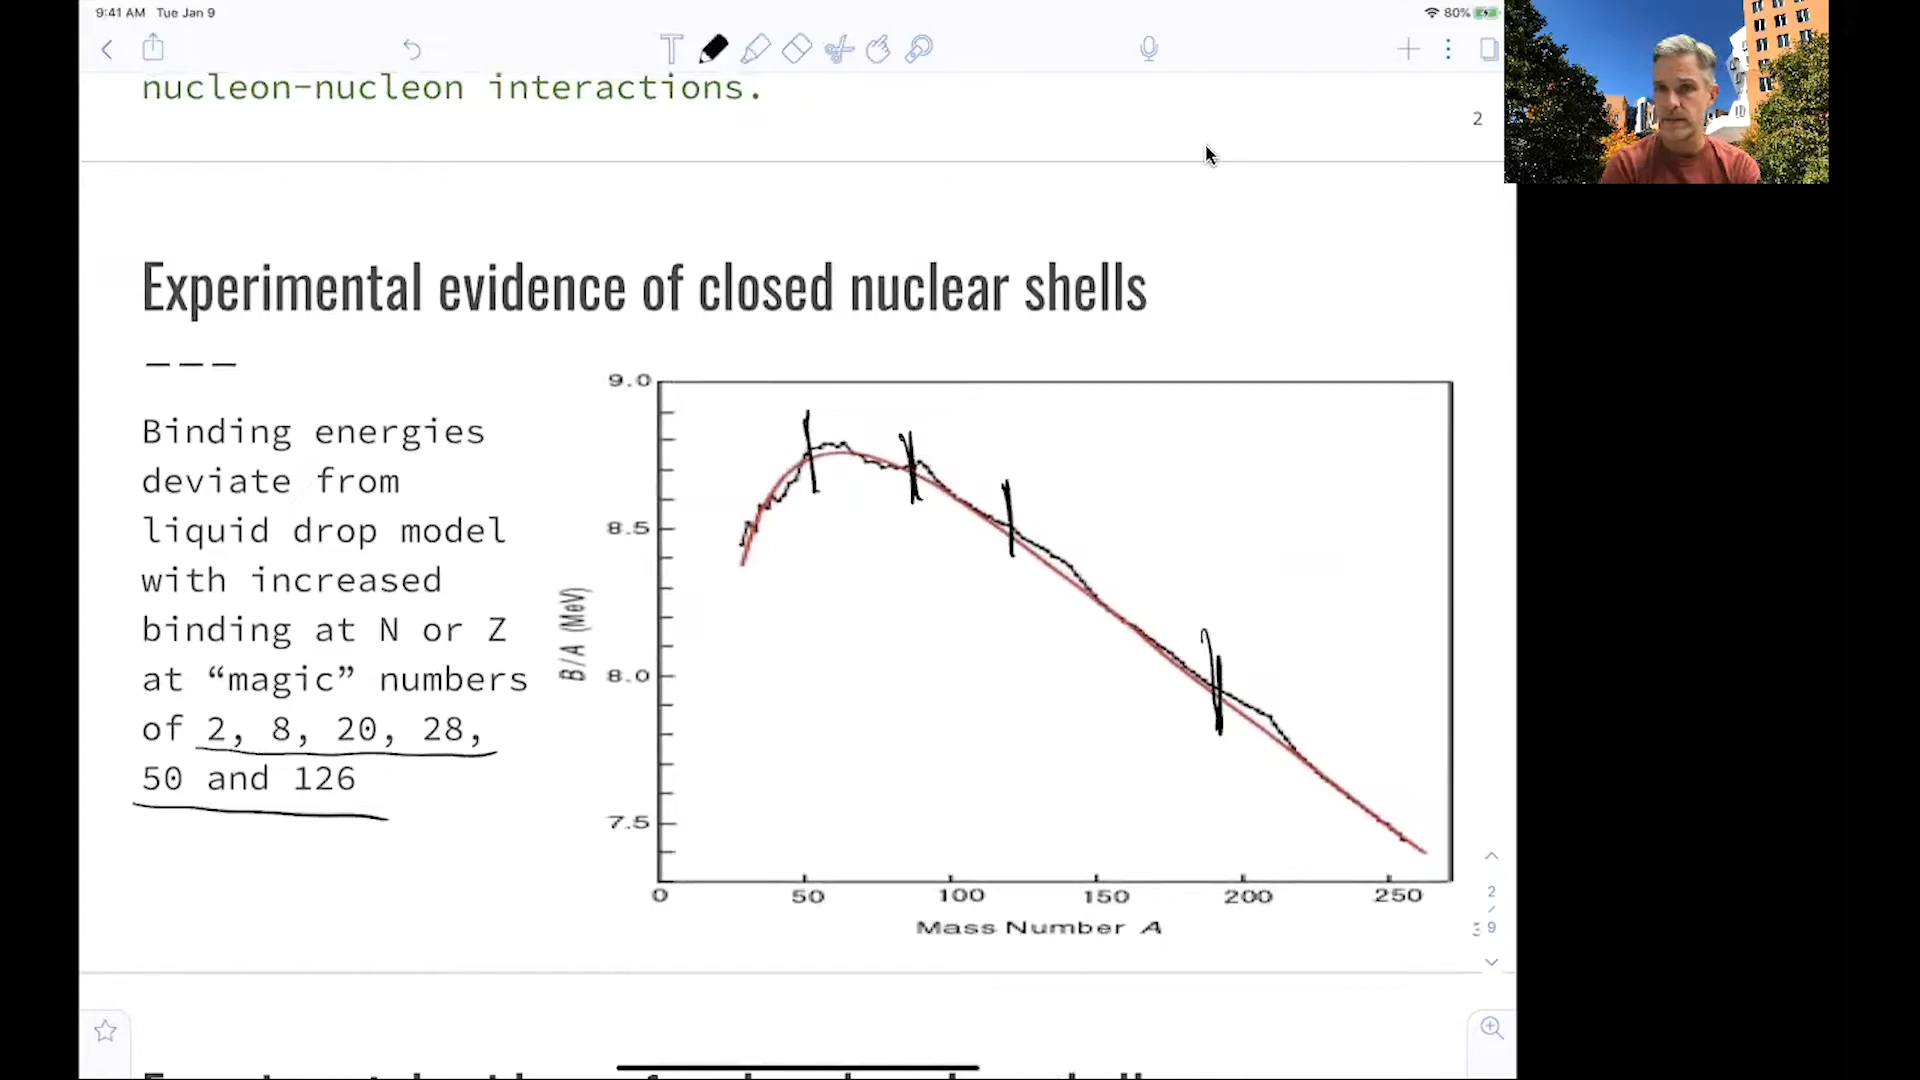 9:41 AM Tue Jan 9
80%
nucleon-nucleon interactions.
2
Experimental evidence of closed nuclear shells
Binding energies
deviate from
liquid drop model
with increased
binding at N or Z
at “magic” numbers
of 2, 8, 20, 28,
50 and 126
9.0
8.5
8.0
7.5
B/A (MeV)
0 50 100 150 200 250
Mass Number A
2
/
9